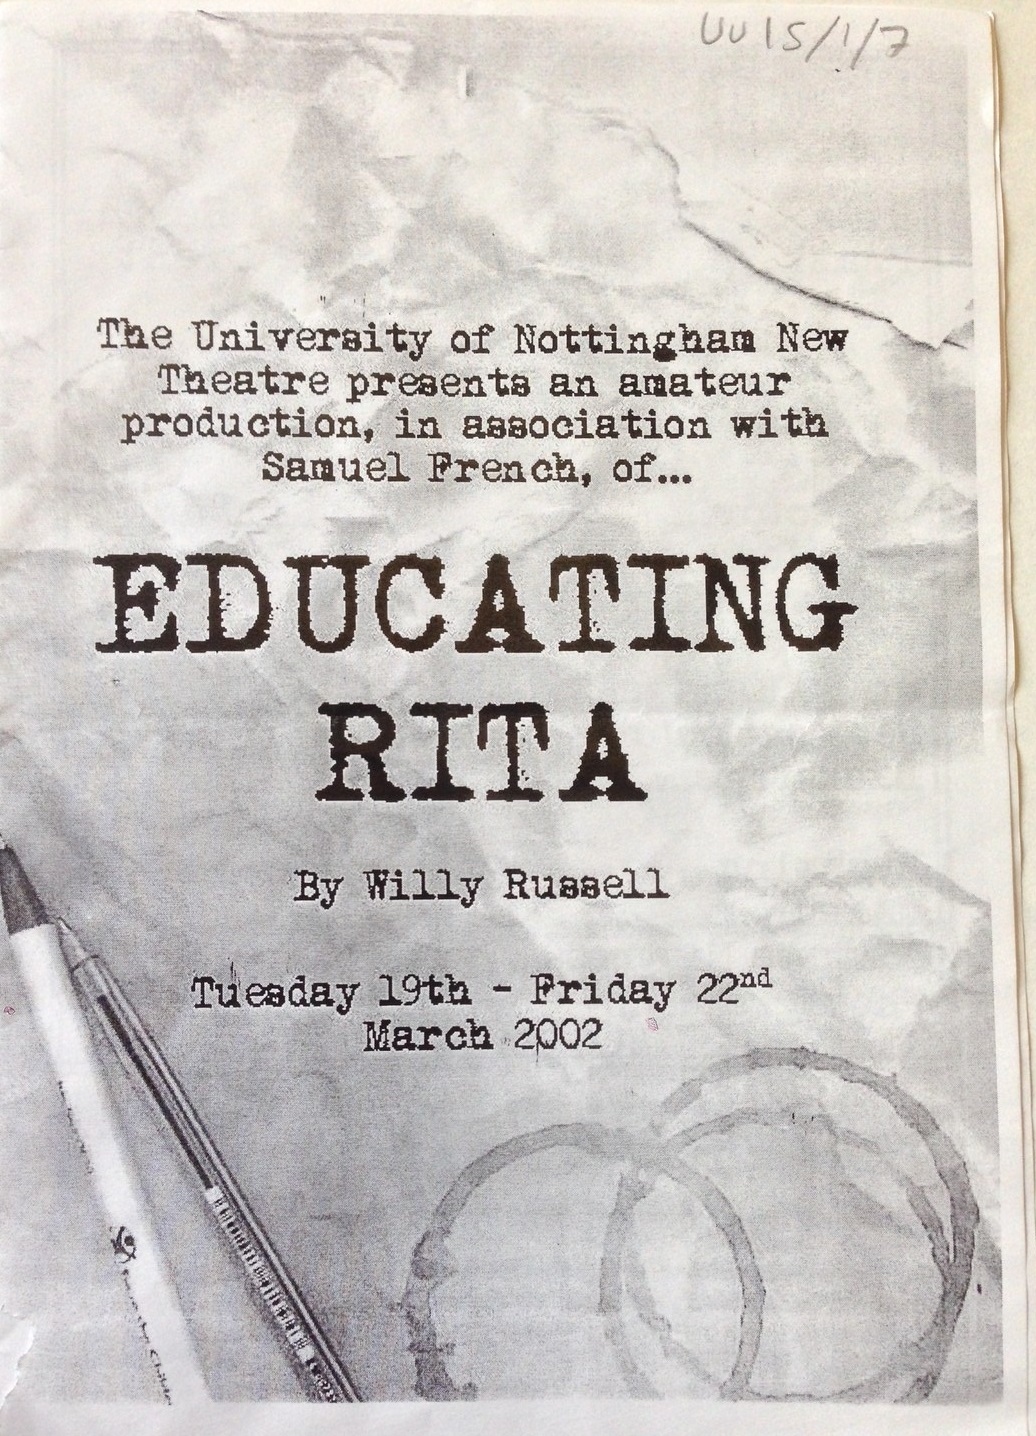 UU15/1/7
The University of Nottingham New
Theatre presents an amateur
production, in association with
Samuel French, of...
EDUCATING
RITA
By Willy Russell
Tuesday 19th - Friday 22nd
March 2002